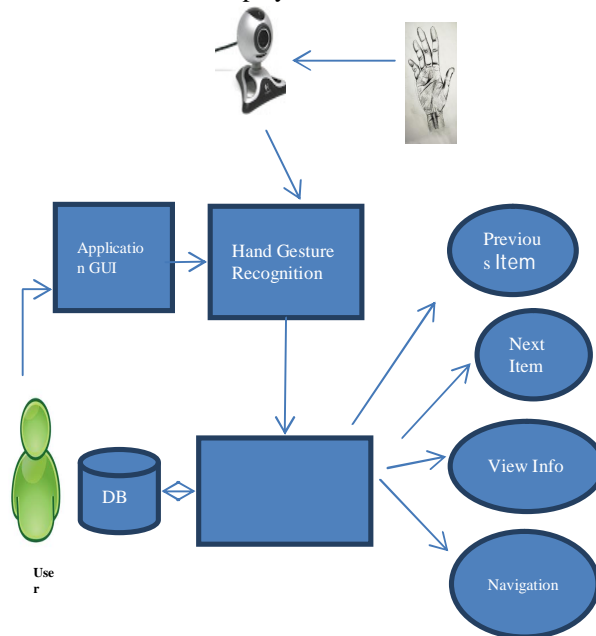 Applicatio
n GUI
Hand Gesture
Recognition
Previou
s Item
Next
Item
View Info
DB
Navigation
Use
r